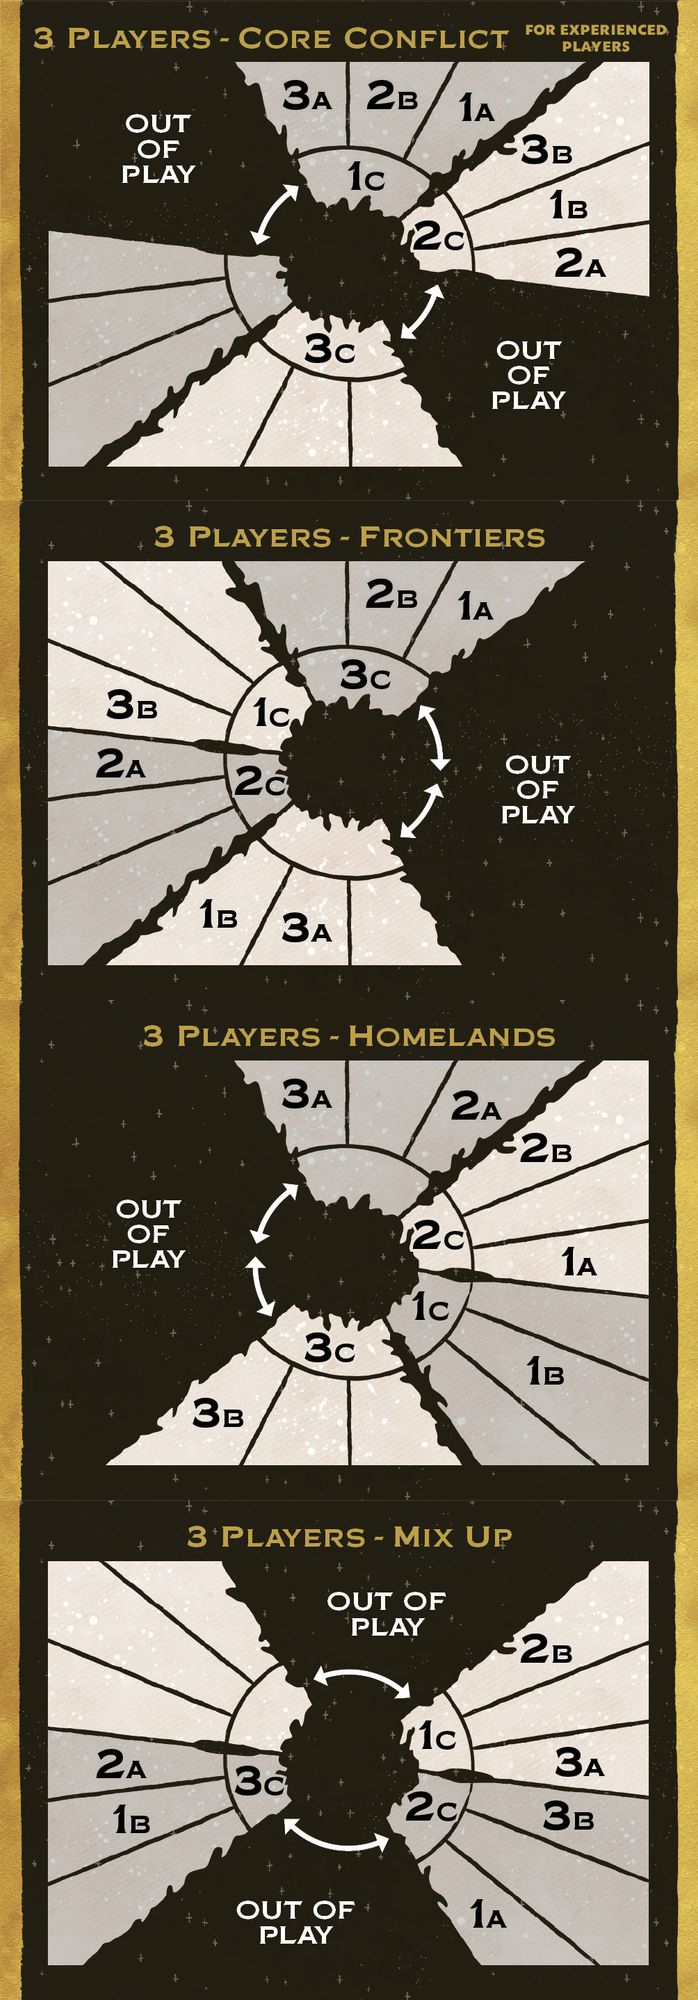 3 Players - Core Conflict
FOR EXPERIENCED
PLAYERS
3A 2B 1A
OUT
OF
PLAY
3B
1C
1B
2C
2A
3C
OUT
OF
PLAY
3 Players - Frontiers
2B 1A
3C
3B 1C
2A 2C
OUT
OF
PLAY
1B 3A
3 Players - Homelands
3A 2A
2B
OUT
OF
PLAY
2C
1A
1C
3C
1B
3B
3 Players - Mix Up
OUT OF
PLAY
2B
1C
2A 3C 3A
1B 2C 3B
OUT OF
PLAY
1A